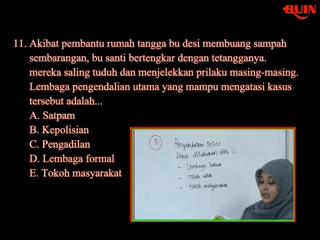 QUIN
11. Akibat pembantu rumah tangga bu desi membuang sampah
sembarangan, bu santi bertengkar dengan tetangganya.
mereka saling tuduh dan menjelekkan prilaku masing-masing.
Lembaga pengendalian utama yang mampu mengatasi kasus
tersebut adalah...
A. Satpam
B. Kepolisian
C. Pengadilan
D. Lembaga formal
E. Tokoh masyarakat
Pengendalian Sosial
dapat dilakukan oleh :
- Lembaga
- tokoh adat
- tokoh masyarakat